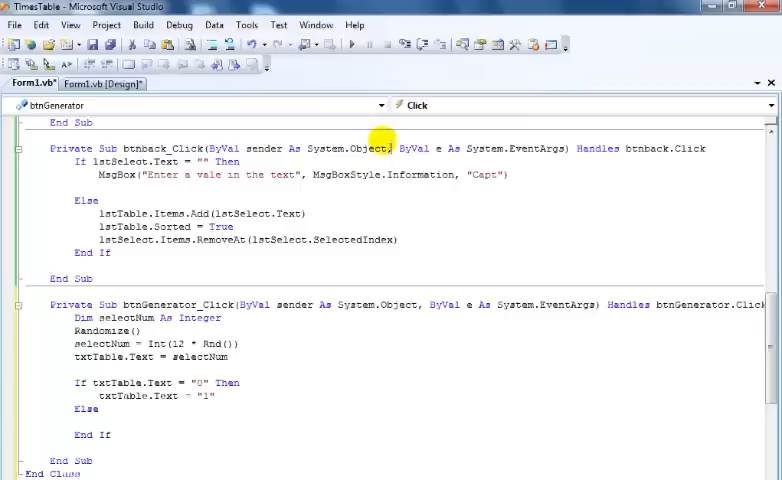 TimesTable - Microsoft Visual Studio
File Edit View Project Build Debug Data Tools Test Window Help
Form1.vb* Form1.vb [Design]*
btnGenerator Click
End Sub
Private Sub btnback_Click(ByVal sender As System.Object, ByVal e As System.EventArgs) Handles btnback.Click
If lstSelect.Text = "" Then
MsgBox("Enter a vale in the text", MsgBoxStyle.Information, "Capt")
Else
lstTable.Items.Add(lstSelect.Text)
lstTable.Sorted = True
lstSelect.Items.RemoveAt(lstSelect.SelectedIndex)
End If
End Sub
Private Sub btnGenerator_Click(ByVal sender As System.Object, ByVal e As System.EventArgs) Handles btnGenerator.Click
Dim selectNum As Integer
Randomize()
selectNum = Int(12 * Rnd())
txtTable.Text = selectNum
If txtTable.Text = "0" Then
txtTable.Text = "1"
Else
End If
End Sub
End Class